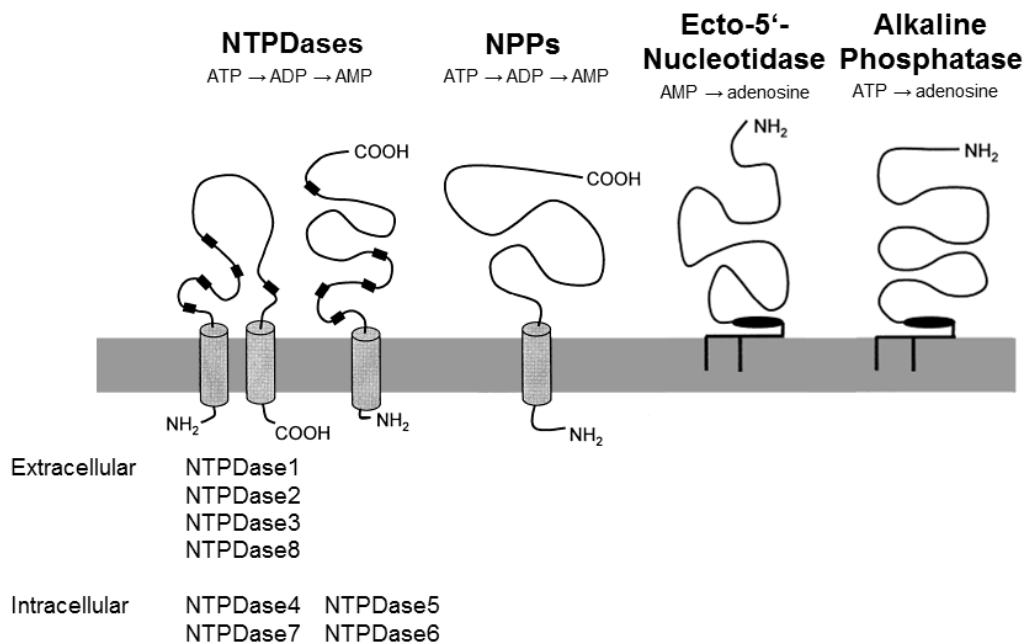 NTPDases
ATP → ADP → AMP
NPPs
ATP → ADP → AMP
Ecto-5‘-
Nucleotidase
AMP → adenosine
Alkaline
Phosphatase
ATP → adenosine
COOH
COOH
NH2
NH2
NH2
COOH
NH2
NH2
Extracellular NTPDase1
NTPDase2
NTPDase3
NTPDase8
Intracellular NTPDase4 NTPDase5
NTPDase7 NTPDase6